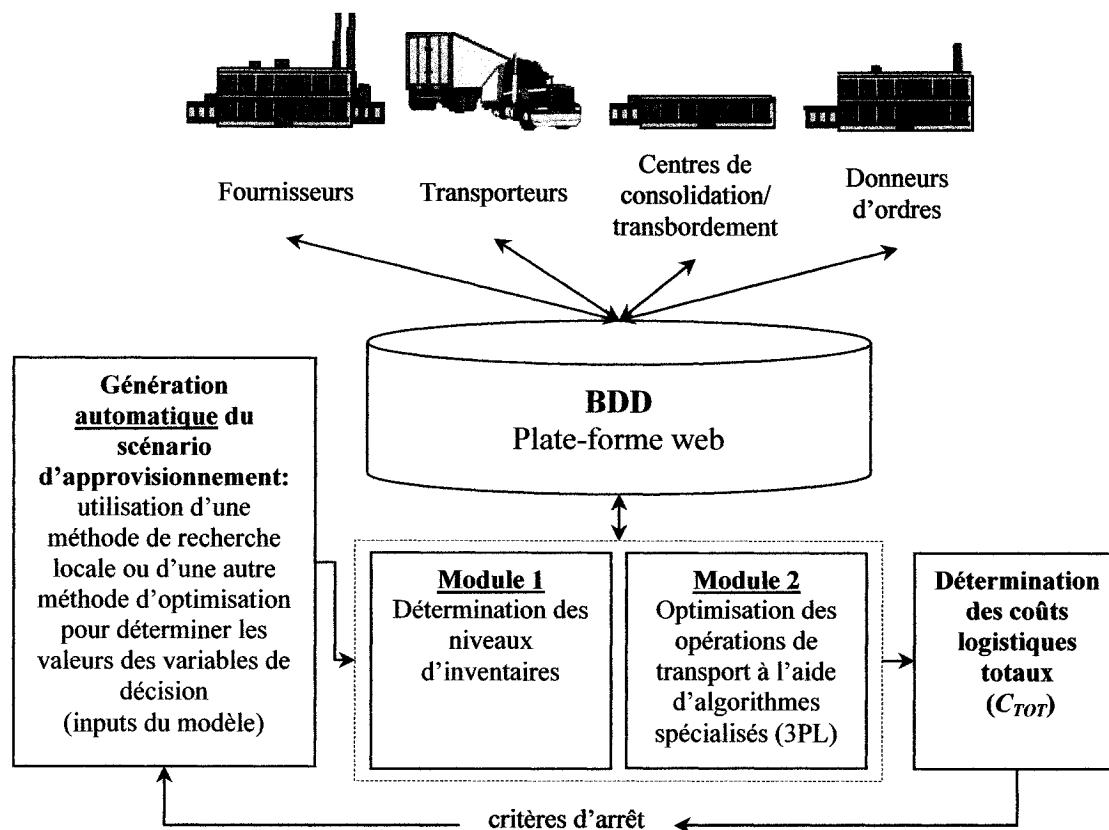 Fournisseurs
Transporteurs
Centres de
consolidation/
transbordement
Donneurs
d'ordres
BDD
Plate-forme web
Génération
automatique du
scénario
d'approvisionnement:
utilisation d'une
méthode de recherche
locale ou d'une autre
méthode d'optimisation
pour déterminer les
valeurs des variables de
décision
(inputs du modèle)
Module 1
Détermination des
niveaux
d'inventaires
Module 2
Optimisation des
opérations de
transport à l'aide
d'algorithmes
spécialisés (3PL)
Détermination
des coûts
logistiques
totaux
(C_TOT)
critères d'arrêt